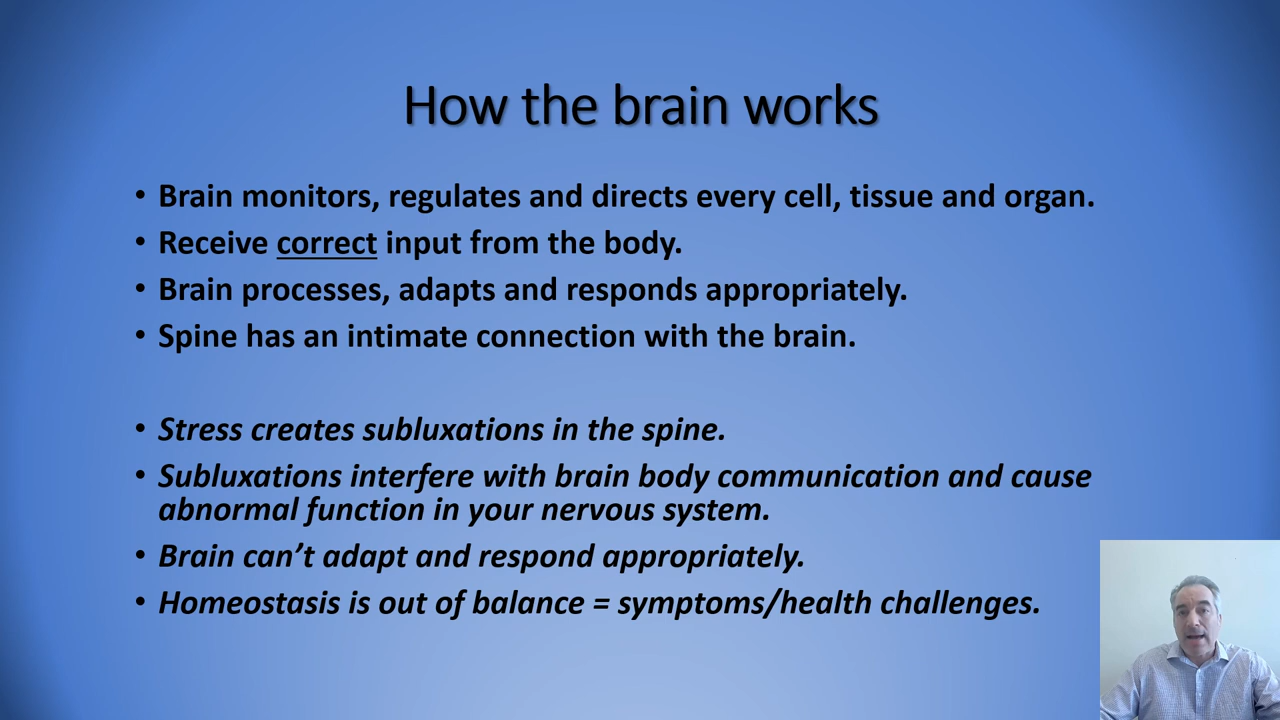 How the brain works
• Brain monitors, regulates and directs every cell, tissue and organ.
• Receive correct input from the body.
• Brain processes, adapts and responds appropriately.
• Spine has an intimate connection with the brain.
• Stress creates subluxations in the spine.
• Subluxations interfere with brain body communication and cause
abnormal function in your nervous system.
• Brain can’t adapt and respond appropriately.
• Homeostasis is out of balance = symptoms/health challenges.